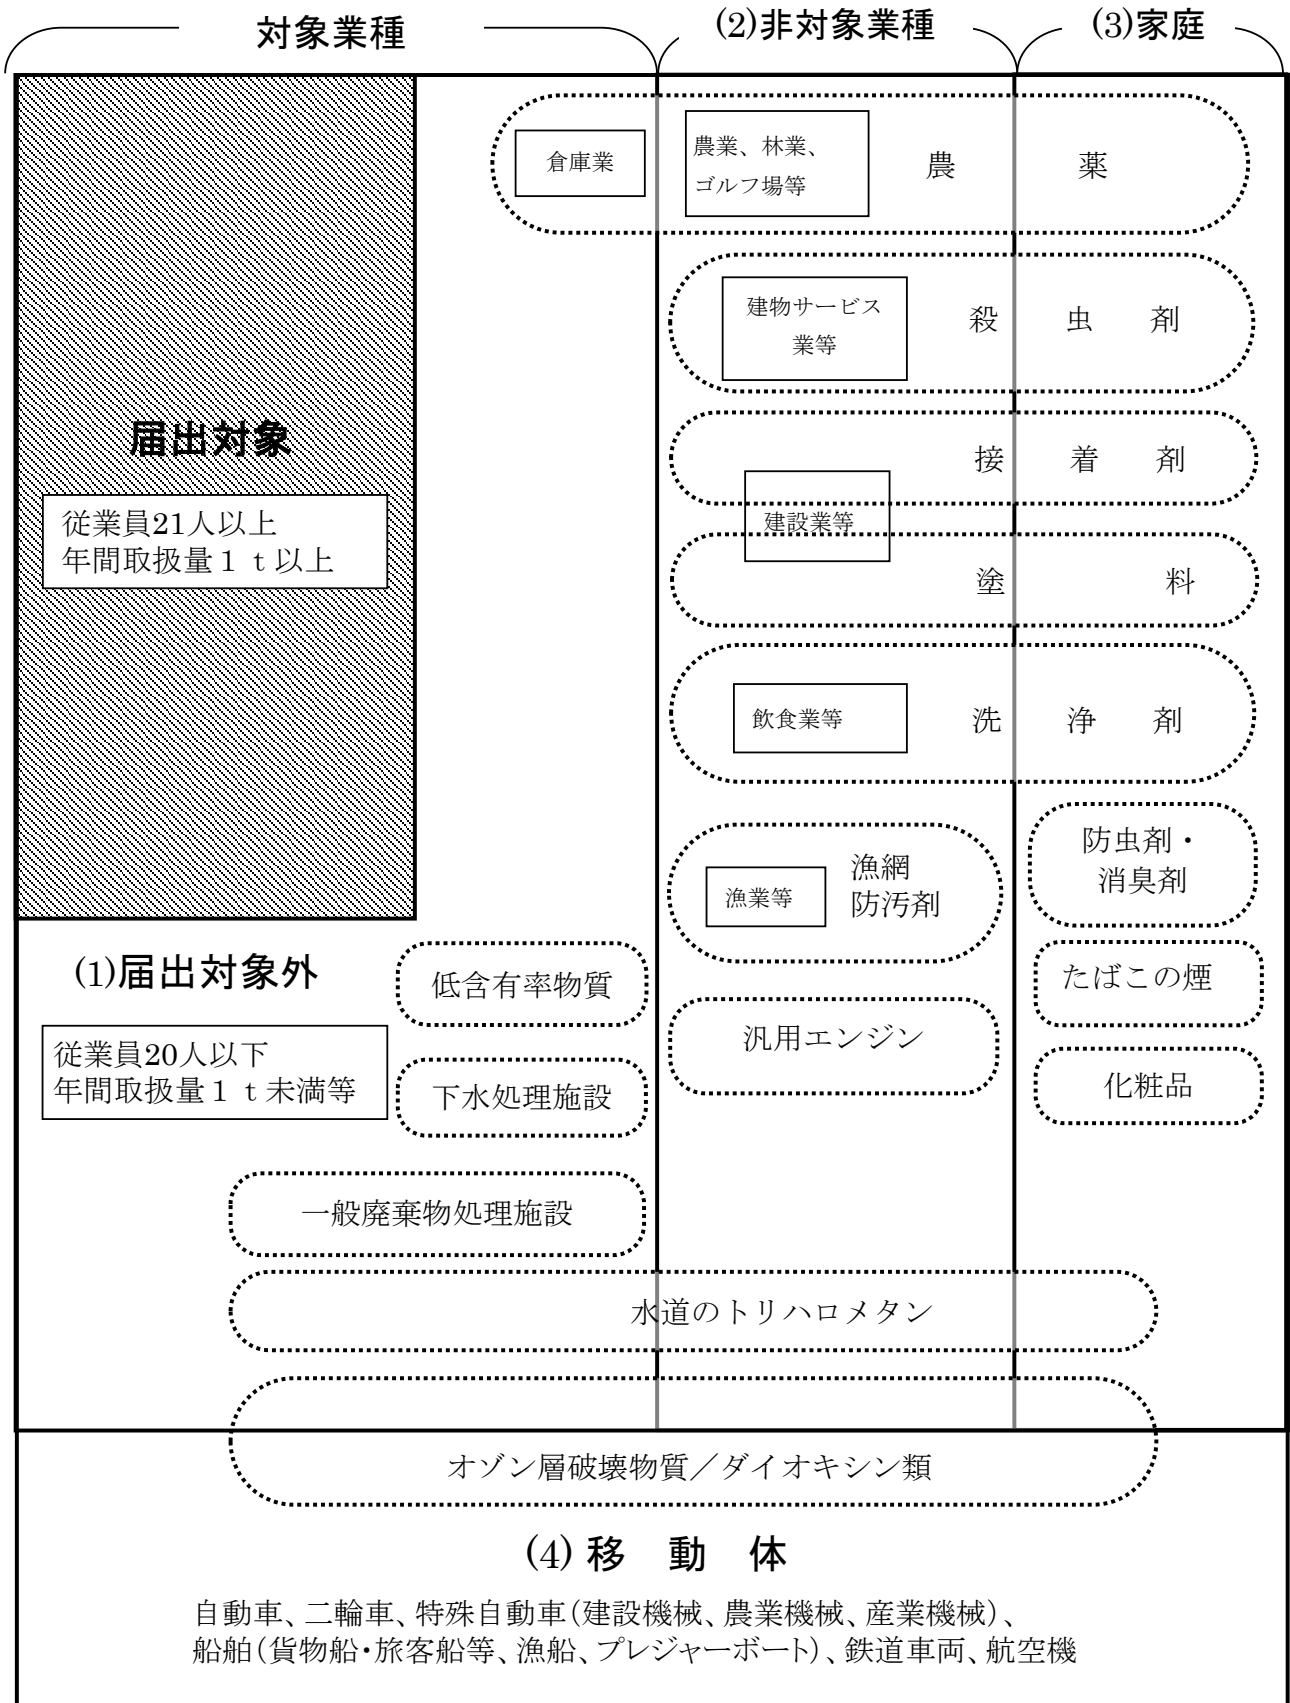 対象業種
(2)非対象業種
(3)家庭
倉庫業
農業、林業、
ゴルフ場等
農 薬
建物サービス
業等
殺 虫 剤
届出対象
従業員21人以上
年間取扱量１ｔ以上
接 着 剤
建設業等
塗 料
飲食業等
洗 浄 剤
漁業等
漁網
防汚剤
防虫剤・
消臭剤
(1)届出対象外
低含有率物質
たばこの煙
従業員20人以下
年間取扱量１ｔ未満等
汎用エンジン
下水処理施設
化粧品
一般廃棄物処理施設
水道のトリハロメタン
オゾン層破壊物質／ダイオキシン類
(4) 移 動 体
自動車、二輪車、特殊自動車(建設機械、農業機械、産業機械)、
船舶(貨物船・旅客船等、漁船、プレジャーボート)、鉄道車両、航空機